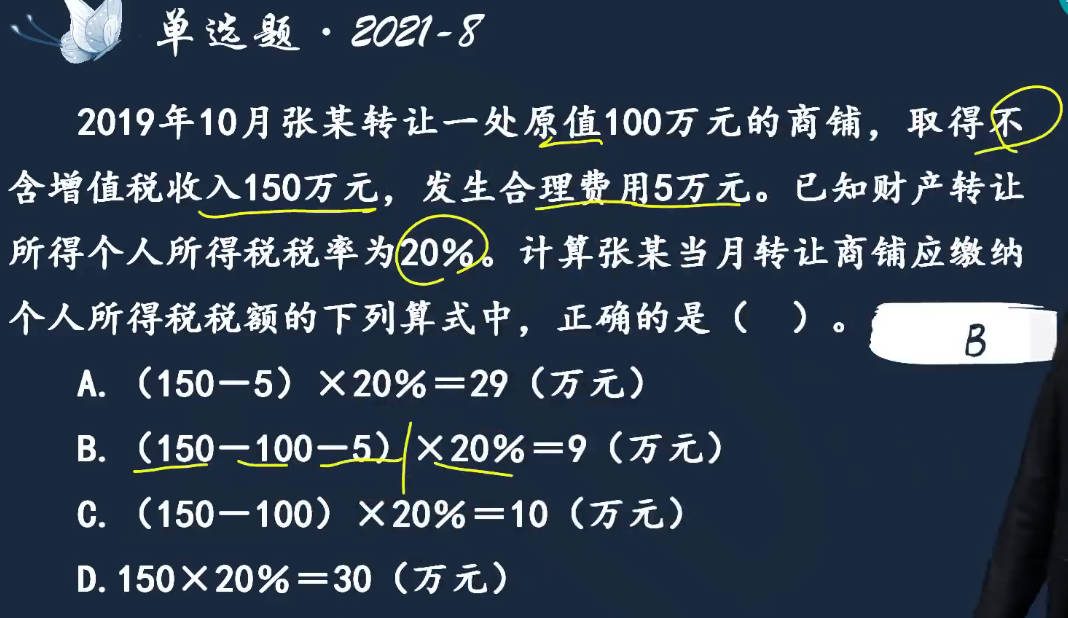 单选题·2021-8
2019年10月张某转让一处原值100万元的商铺，取得不
含增值税收入150万元，发生合理费用5万元。已知财产转让
所得个人所得税税率为20%。计算张某当月转让商铺应缴纳
个人所得税税额的下列算式中，正确的是（　）。
B
A.（150－5）×20%＝29（万元）
B.（150－100－5）×20%＝9（万元）
C.（150－100）×20%＝10（万元）
D.150×20%＝30（万元）